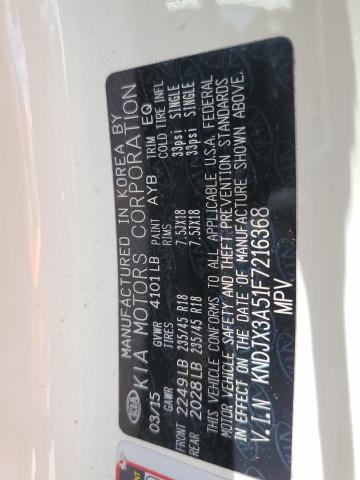 MANUFACTURED IN KOREA BY
KIA KIA MOTORS CORPORATION
03/15 GVWR 4101LB PAINT AYB TRIM EQ
GAWR TIRES RIMS COLD TIRE INFL
FRONT 2249LB 235/45 R18 7.5JX18 33psi SINGLE
REAR 2028LB 235/45 R18 7.5JX18 33psi SINGLE
THIS VEHICLE CONFORMS TO ALL APPLICABLE U.S.A. FEDERAL
MOTOR VEHICLE SAFETY AND THEFT PREVENTION STANDARDS
IN EFFECT ON THE DATE OF MANUFACTURE SHOWN ABOVE.
V.I.N KNDJX3A51F7216368
MPV